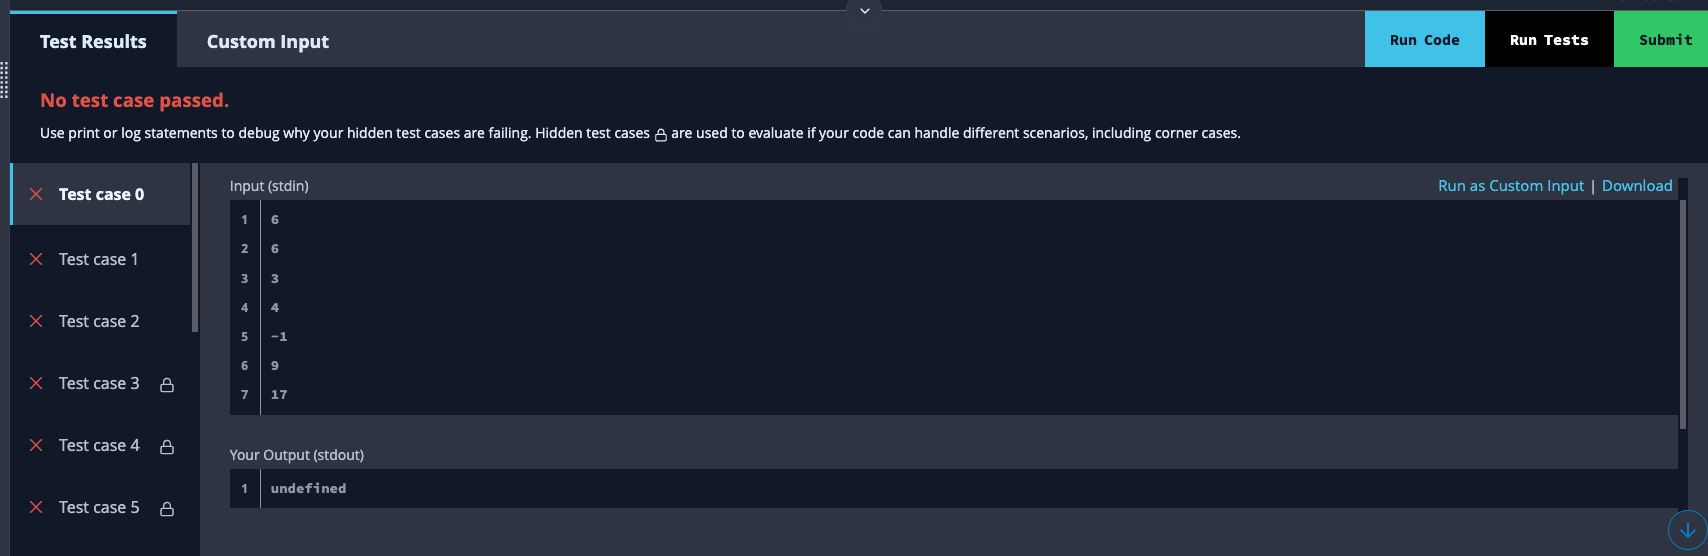 Test Results
Custom Input
Run Code
Run Tests
Submit
No test case passed.
Use print or log statements to debug why your hidden test cases are failing. Hidden test cases are used to evaluate if your code can handle different scenarios, including corner cases.
Test case 0
Test case 1
Test case 2
Test case 3
Test case 4
Test case 5
Input (stdin)
Run as Custom Input | Download
1 6
2 6
3 3
4 4
5 -1
6 9
7 17
Your Output (stdout)
1 undefined